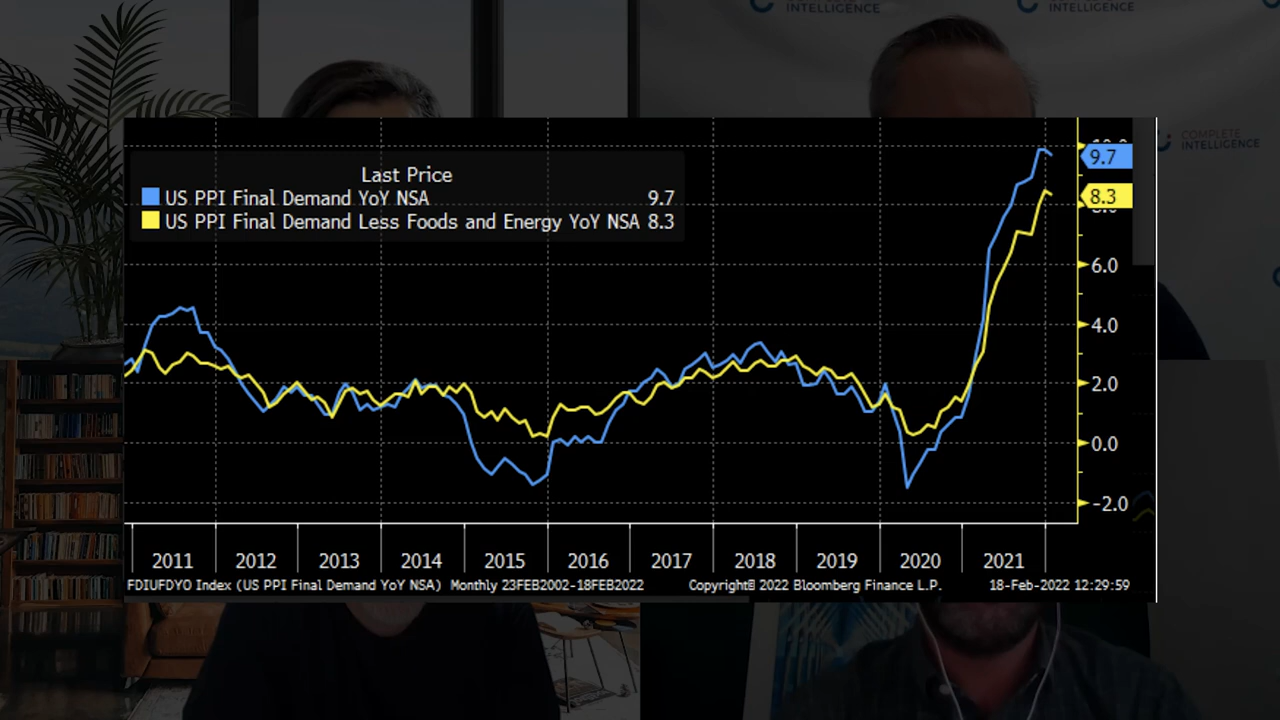 COMPLETE
INTELLIGENCE
INTELLIGENCE
COMPLETE
INTELLIGENCE
Last Price
US PPI Final Demand YoY NSA 9.7
US PPI Final Demand Less Foods and Energy YoY NSA 8.3
9.7
8.3
6.0
4.0
2.0
0.0
-2.0
2011 2012 2013 2014 2015 2016 2017 2018 2019 2020 2021
FDIUFDYO Index (US PPI Final Demand YoY NSA) Monthly 23FEB2002-18FEB2022 Copyright© 2022 Bloomberg Finance L.P. 18-Feb-2022 12:29:59